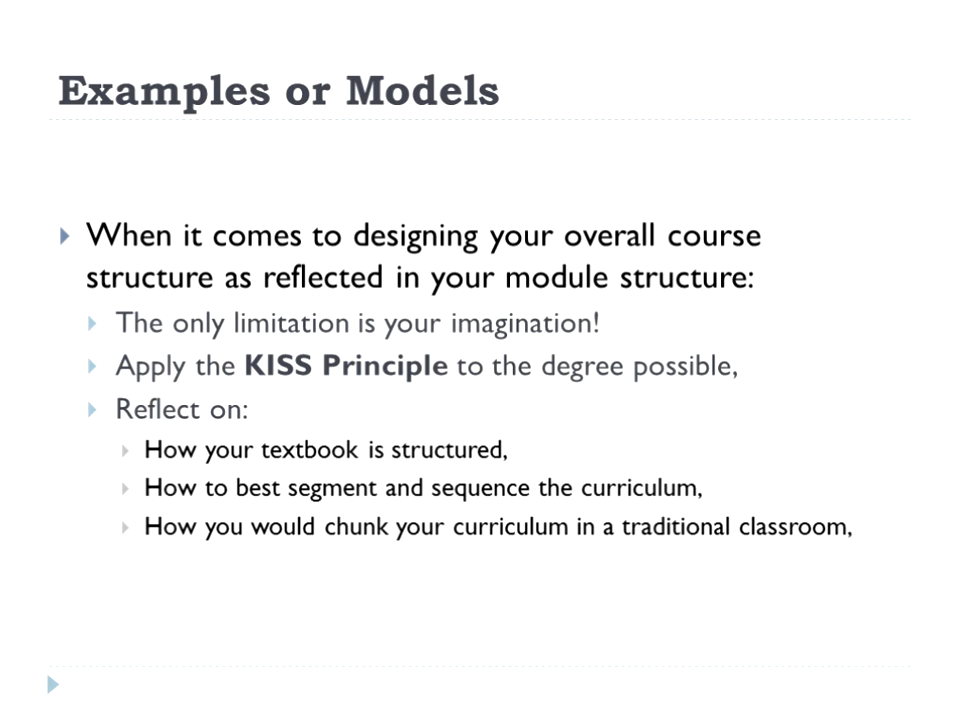 Examples or Models
When it comes to designing your overall course
structure as reflected in your module structure:
The only limitation is your imagination!
Apply the KISS Principle to the degree possible,
Reflect on:
How your textbook is structured,
How to best segment and sequence the curriculum,
How you would chunk your curriculum in a traditional classroom,